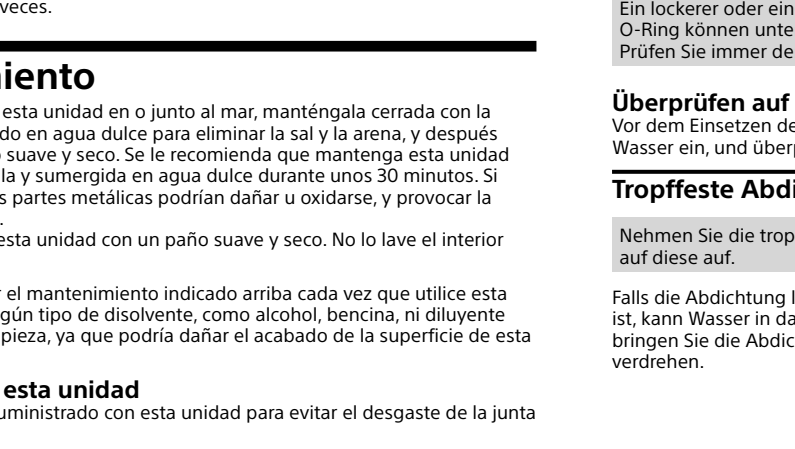 veces.
iento
esta unidad en o junto al mar, manténgala cerrada con la
do en agua dulce para eliminar la sal y la arena, y después
suave y seco. Se le recomienda que mantenga esta unidad
la y sumergida en agua dulce durante unos 30 minutos. Si
s partes metálicas podrían dañar u oxidarse, y provocar la
.
esta unidad con un paño suave y seco. No lo lave el interior
r el mantenimiento indicado arriba cada vez que utilice esta
gún tipo de disolvente, como alcohol, bencina, ni diluyente
pieza, ya que podría dañar el acabado de la superficie de esta
esta unidad
uministrado con esta unidad para evitar el desgaste de la junta
Ein lockerer oder ein
O-Ring können unte
Prüfen Sie immer de
Überprüfen auf
Vor dem Einsetzen de
Wasser ein, und über
Tropffeste Abdi
Nehmen Sie die trop
auf diese auf.
Falls die Abdichtung l
ist, kann Wasser in da
bringen Sie die Abdic
verdrehen.